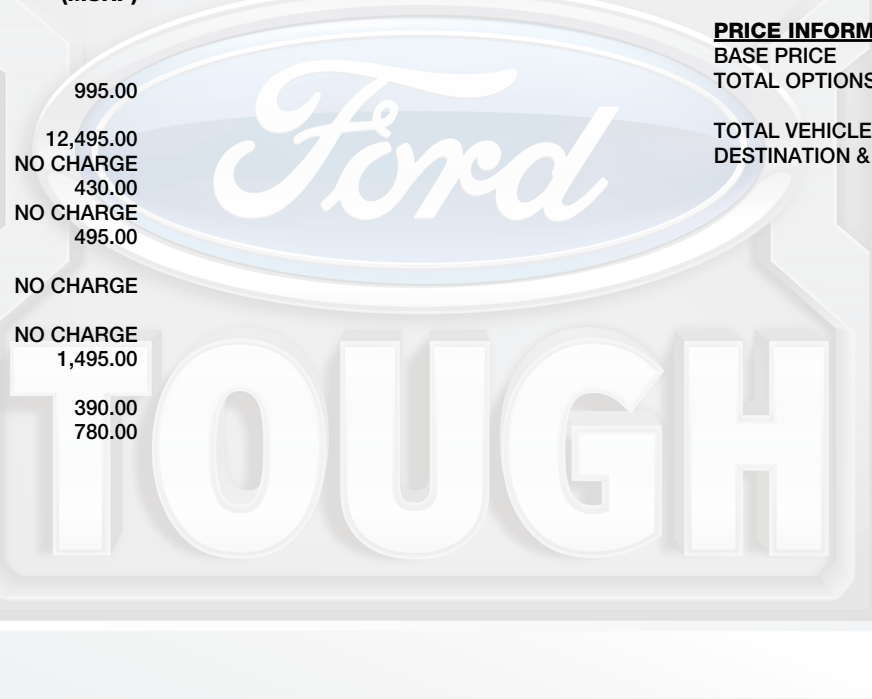 995.00
12,495.00
NO CHARGE
430.00
NO CHARGE
495.00
NO CHARGE
NO CHARGE
1,495.00
390.00
780.00
PRICE INFORM
BASE PRICE
TOTAL OPTIONS
TOTAL VEHICLE
DESTINATION &
Ford
TOUGH